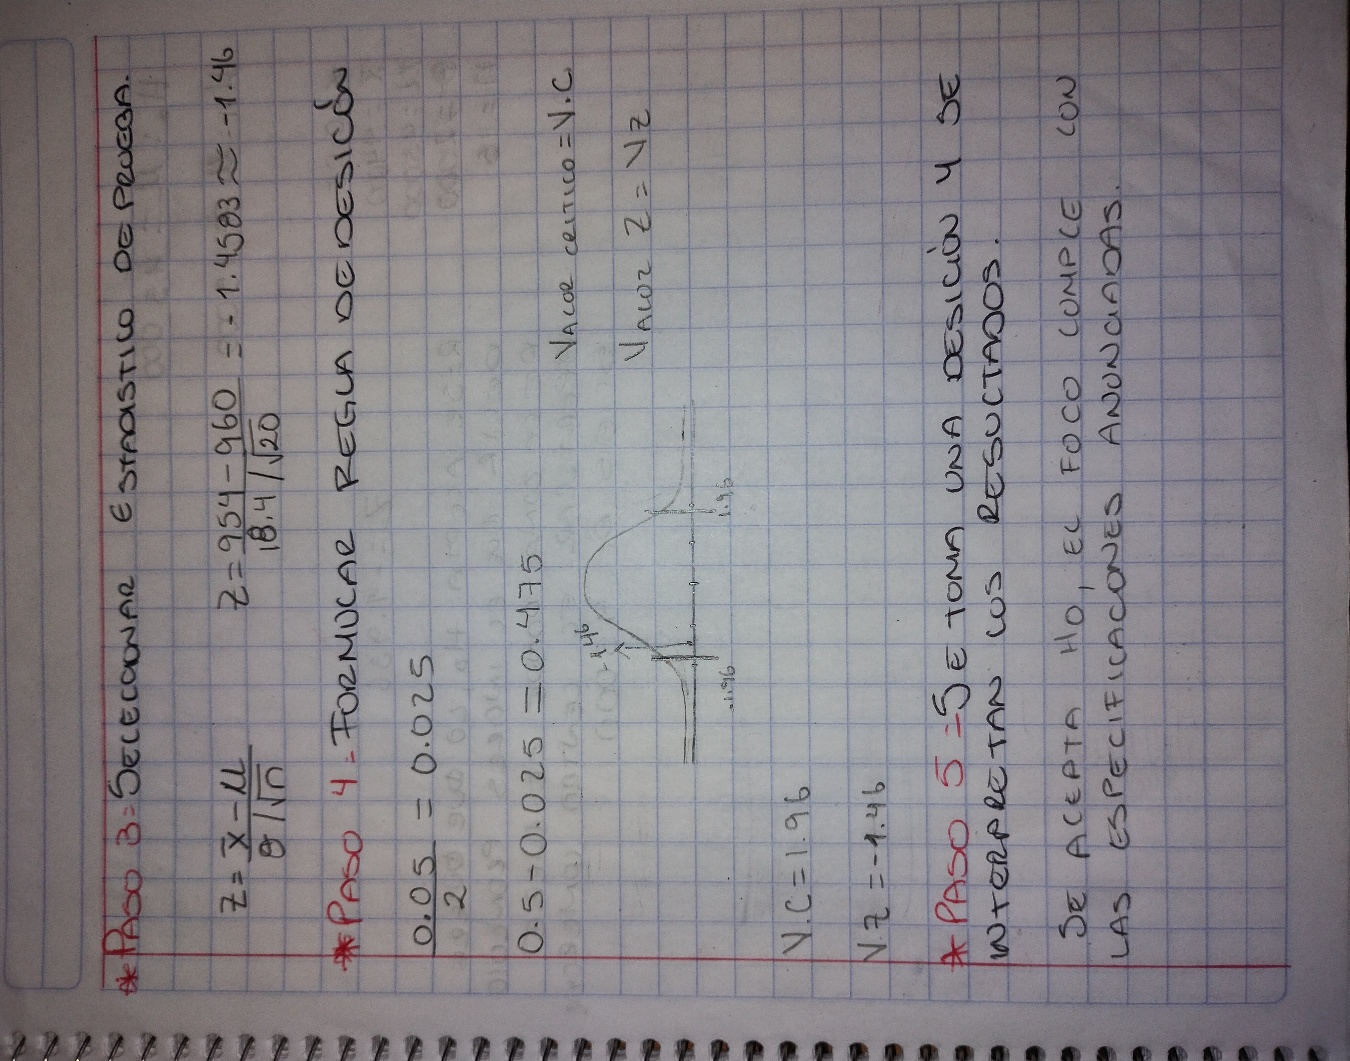 * PASO 3= SELECCIONAR ESTADISTICO DE PRUEBA.
Z = x̄ - μ / σ / √n Z = 954 - 960 / 18.4 / √20 = - 1.4583 ≈ -1.46
* PASO 4= FORMULAR REGLA DE DESICIÓN
0.05 / 2 = 0.025
0.5 - 0.025 = 0.475
VALOR CRITICO = V.C
VALOR Z = VZ
-1.46
-1.96 1.96
V.C = 1.96
V.Z = -1.46
* PASO 5 = SE TOMA UNA DESICIÓN Y SE
INTERPRETAN LOS RESULTADOS.
SE ACEPTA HO, EL FOCO CUMPLE CON
LAS ESPECIFICACIONES ANUNCIADAS.